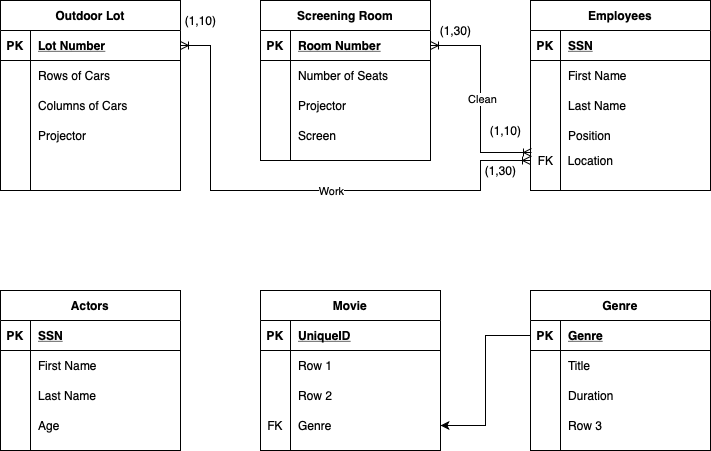 Outdoor Lot
PK Lot Number
Rows of Cars
Columns of Cars
Projector
(1,10)
Screening Room
PK Room Number
Number of Seats
Projector
Screen
(1,30)
Clean
(1,10)
(1,30)
Work
Employees
PK SSN
First Name
Last Name
Position
FK Location
Actors
PK SSN
First Name
Last Name
Age
Movie
PK UniqueID
Row 1
Row 2
FK Genre
Genre
PK Genre
Title
Duration
Row 3